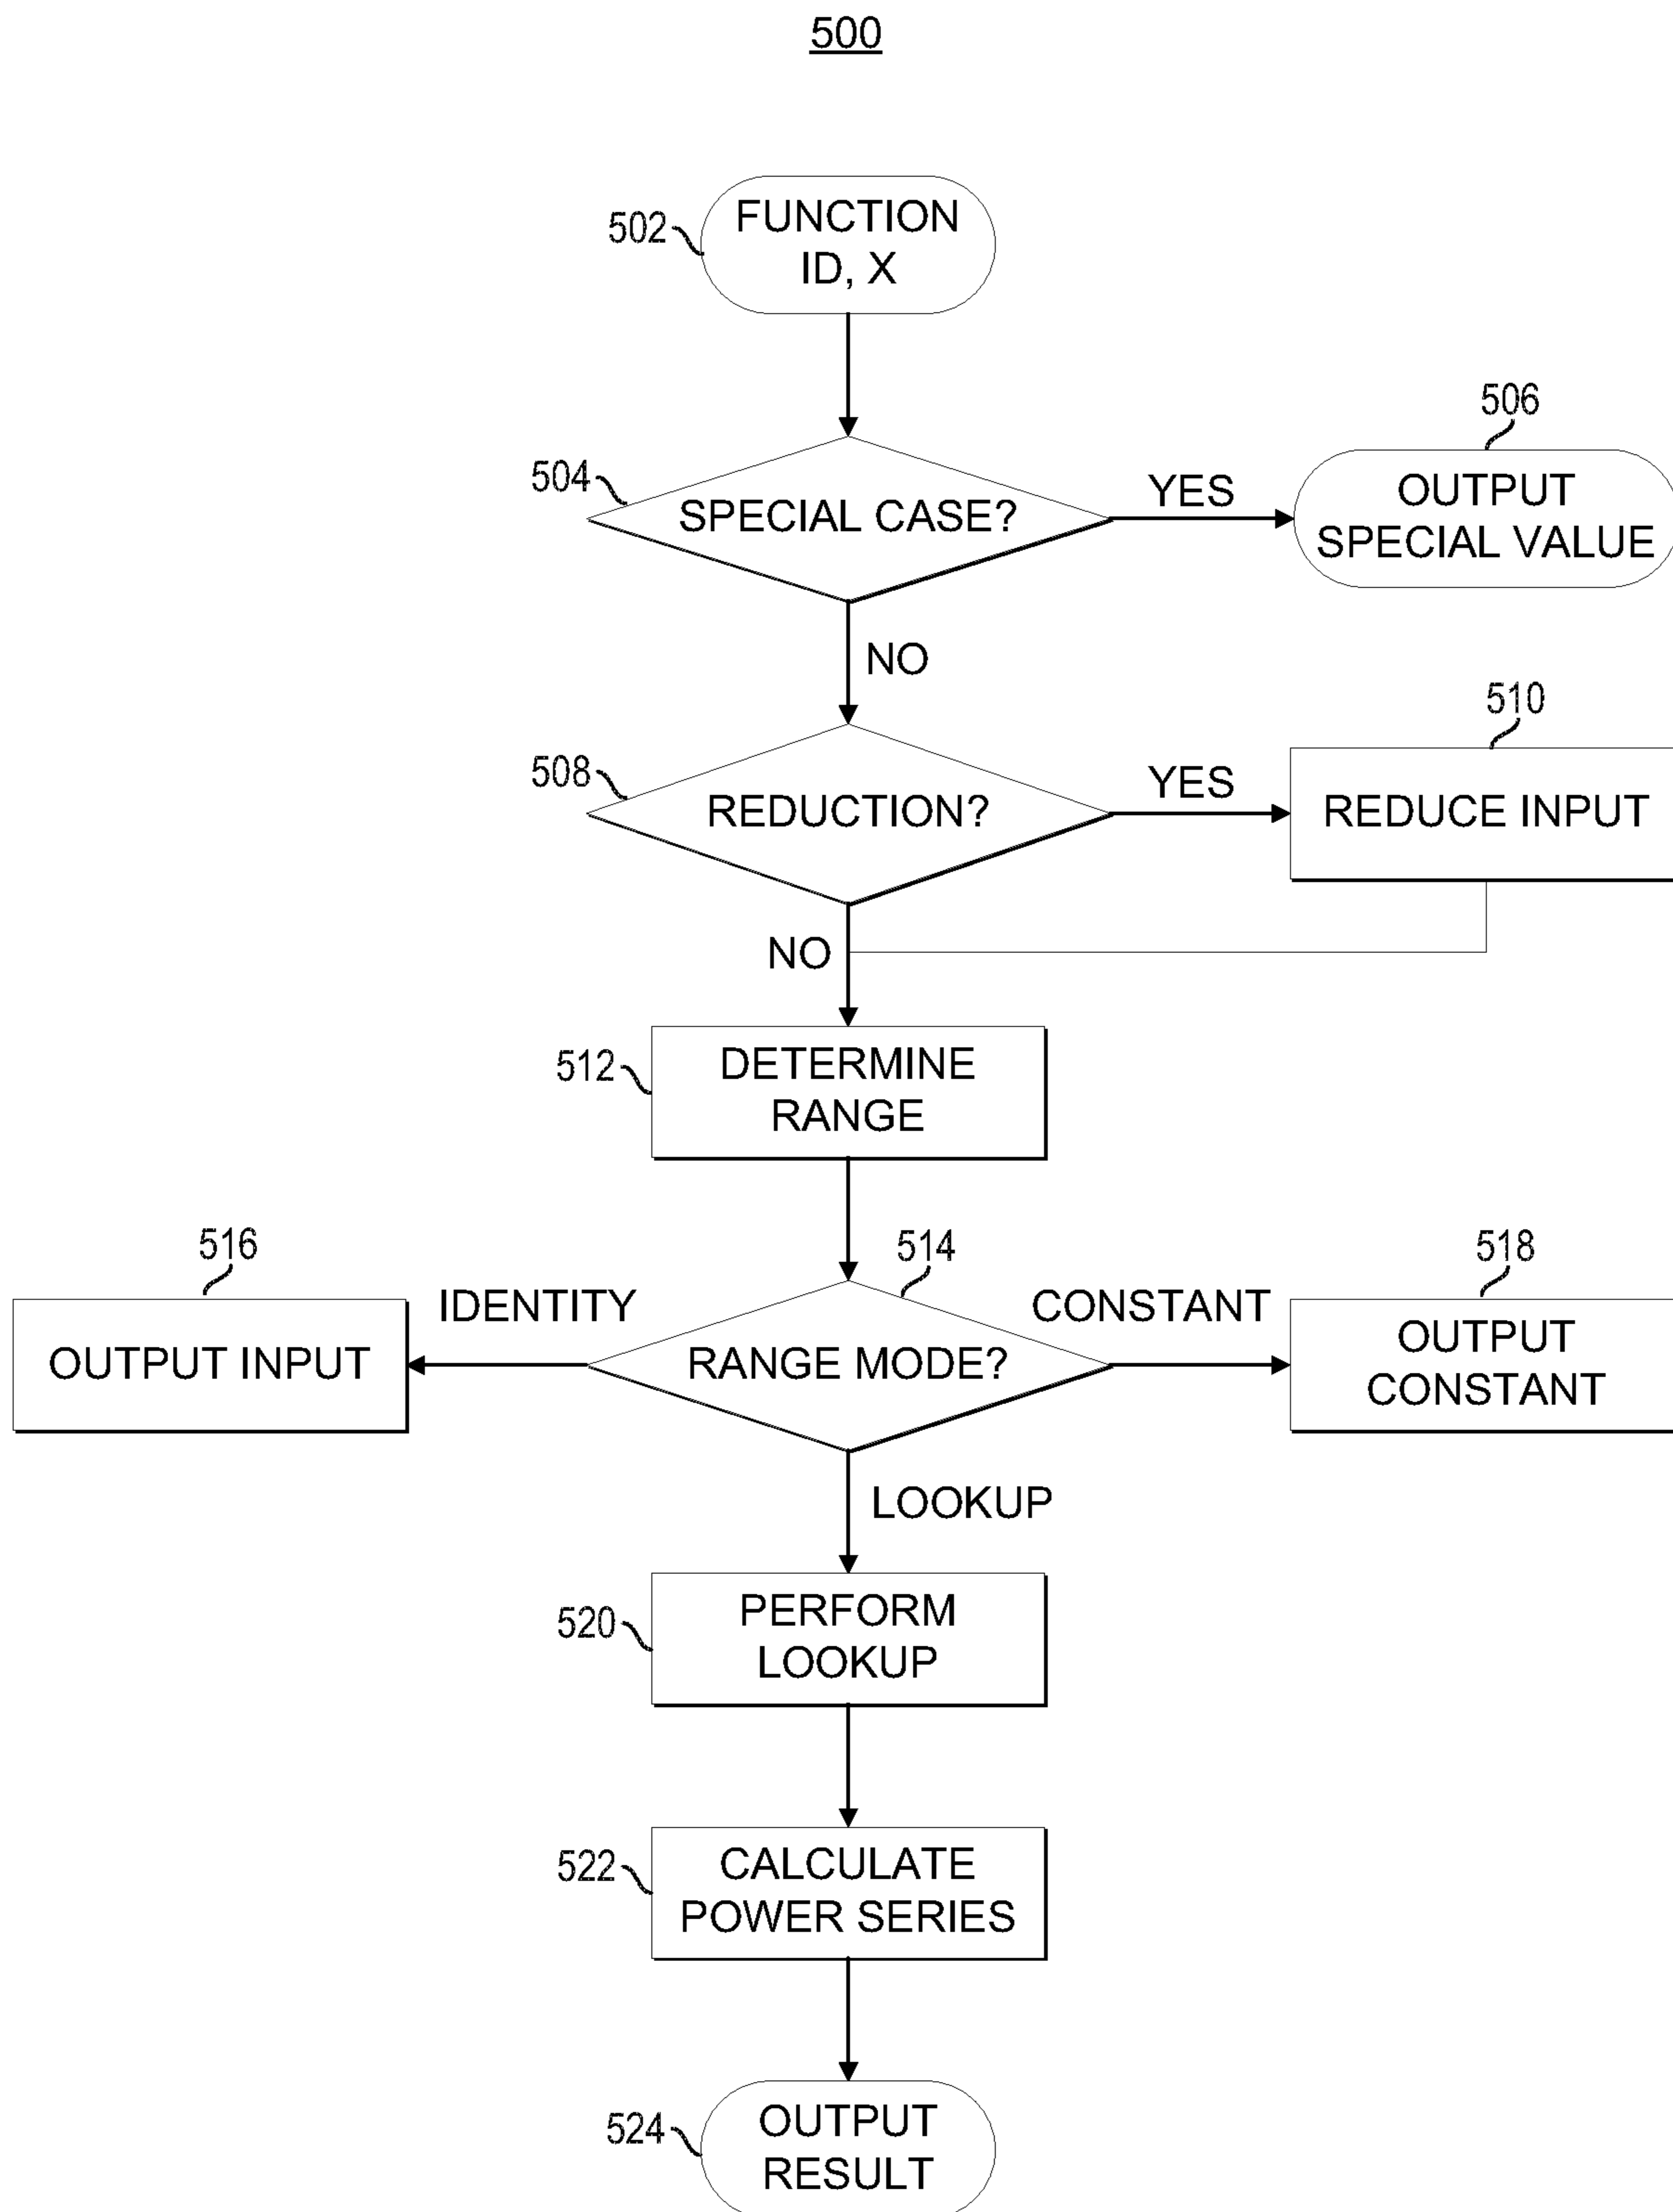 500
502
FUNCTION
ID, X
506
504
SPECIAL CASE?
YES
OUTPUT
SPECIAL VALUE
NO
510
508
REDUCTION?
YES
REDUCE INPUT
NO
512
DETERMINE
RANGE
516
514
518
IDENTITY
CONSTANT
OUTPUT INPUT
RANGE MODE?
OUTPUT
CONSTANT
LOOKUP
520
PERFORM
LOOKUP
522
CALCULATE
POWER SERIES
524
OUTPUT
RESULT